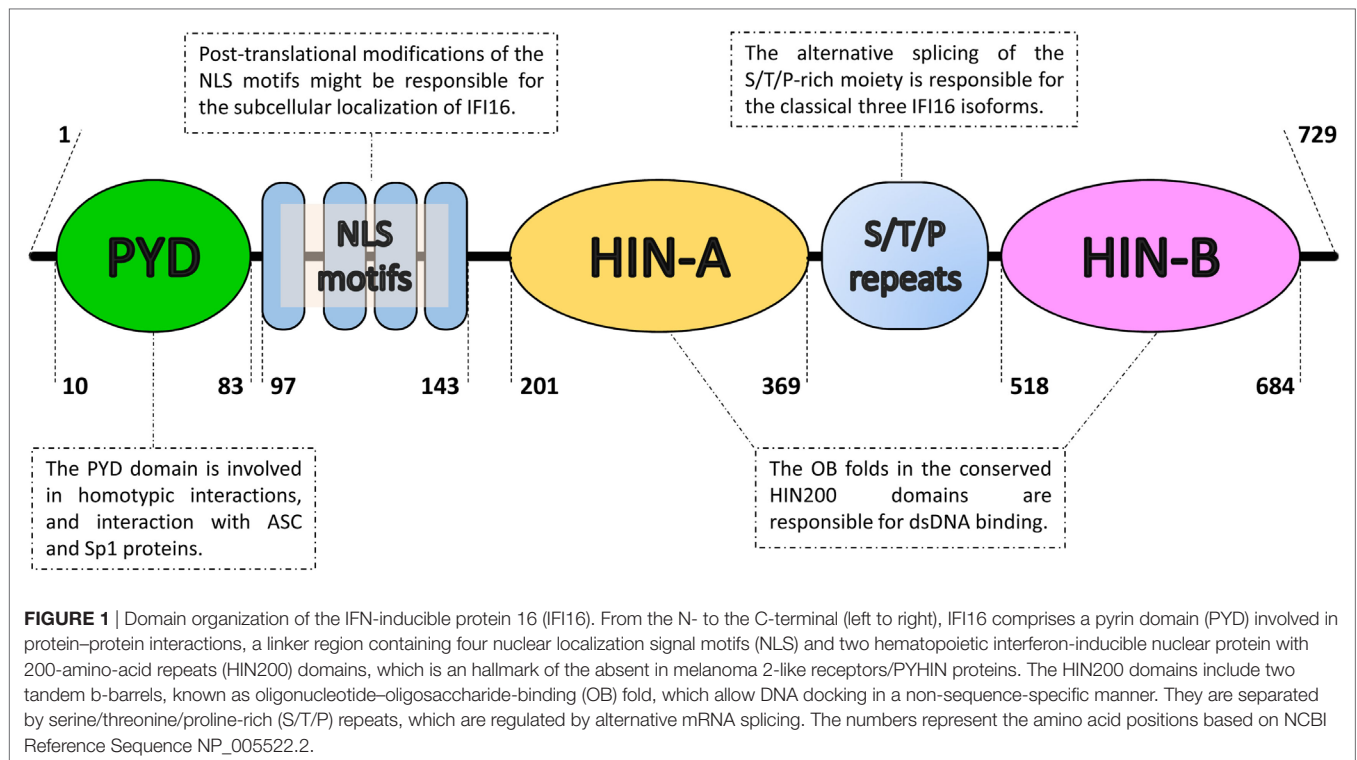 Post-translational modifications of the
NLS motifs might be responsible for
the subcellular localization of IFI16.
The alternative splicing of the
S/T/P-rich moiety is responsible for
the classical three IFI16 isoforms.
1
729
PYD
NLS
motifs
HIN-A
S/T/P
repeats
HIN-B
10
83
97
143
201
369
518
684
The PYD domain is involved
in homotypic interactions,
and interaction with ASC
and Sp1 proteins.
The OB folds in the conserved
HIN200 domains are
responsible for dsDNA binding.
FIGURE 1 | Domain organization of the IFN-inducible protein 16 (IFI16). From the N- to the C-terminal (left to right), IFI16 comprises a pyrin domain (PYD) involved in
protein–protein interactions, a linker region containing four nuclear localization signal motifs (NLS) and two hematopoietic interferon-inducible nuclear protein with
200-amino-acid repeats (HIN200) domains, which is an hallmark of the absent in melanoma 2-like receptors/PYHIN proteins. The HIN200 domains include two
tandem b-barrels, known as oligonucleotide–oligosaccharide-binding (OB) fold, which allow DNA docking in a non-sequence-specific manner. They are separated
by serine/threonine/proline-rich (S/T/P) repeats, which are regulated by alternative mRNA splicing. The numbers represent the amino acid positions based on NCBI
Reference Sequence NP_005522.2.